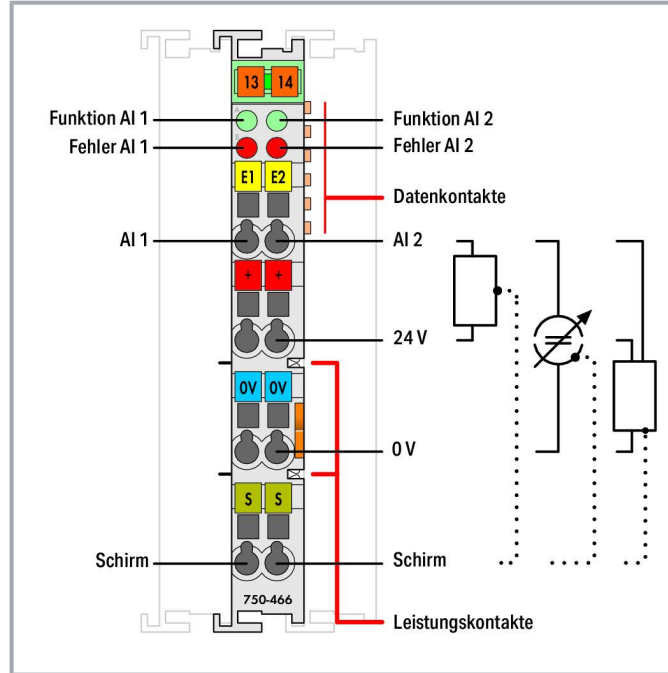 13 14
A
Funktion AI 1
Funktion AI 2
B
Fehler AI 1
Fehler AI 2
E1 E2
Datenkontakte
AI 1
AI 2
+ +
24 V
0V 0V
0 V
S S
Schirm
Schirm
750-466
Leistungskontakte